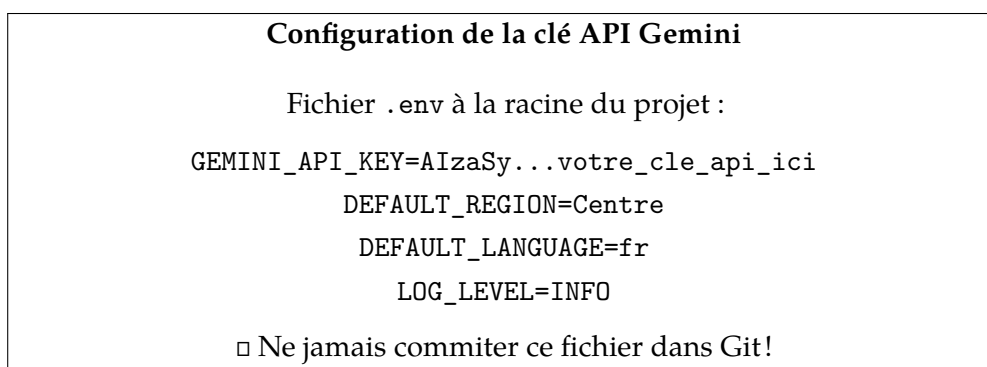 Configuration de la clé API Gemini
Fichier .env à la racine du projet :
GEMINI_API_KEY=AIzaSy...votre_cle_api_ici
DEFAULT_REGION=Centre
DEFAULT_LANGUAGE=fr
LOG_LEVEL=INFO
▯ Ne jamais commiter ce fichier dans Git!